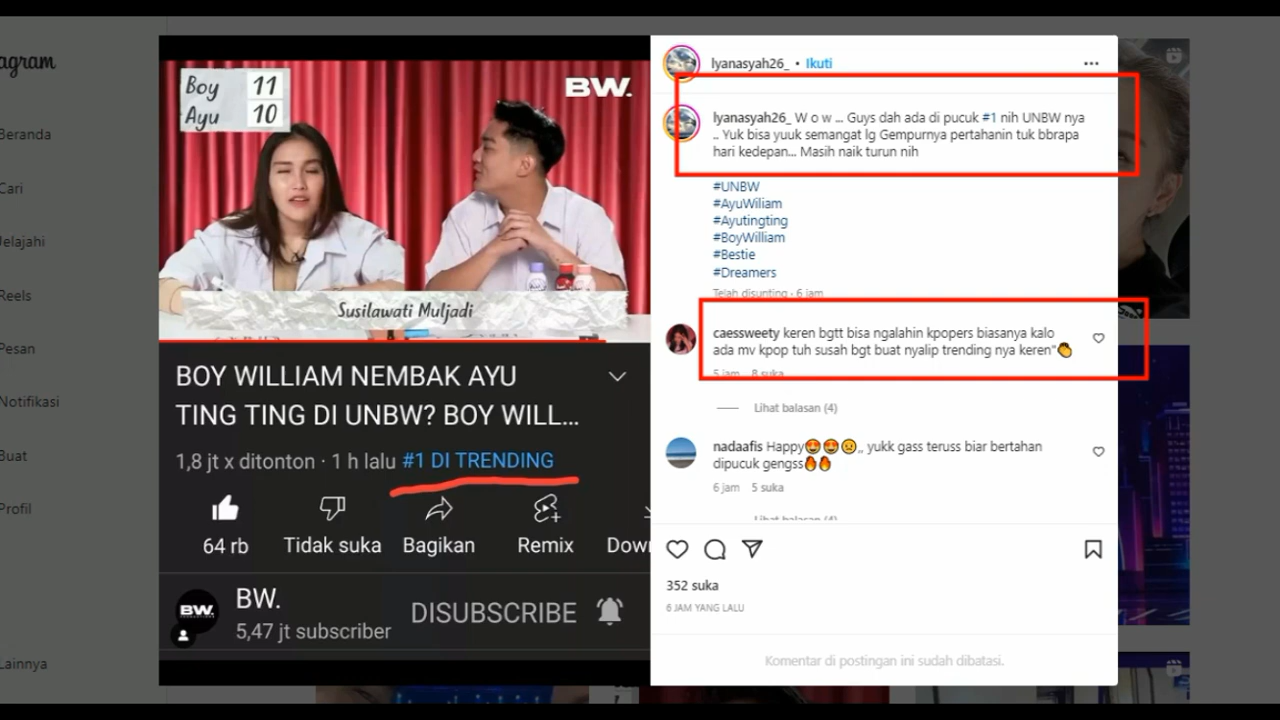 agram
Beranda
Cari
Jelajahi
Reels
Pesan
Notifikasi
Buat
Profil
Lainnya
Boy 11
Ayu 10
BW.
Susilawati Muljadi
BOY WILLIAM NEMBAK AYU
TING TING DI UNBW? BOY WILL...
1,8 jt x ditonton · 1 h lalu #1 DI TRENDING
64 rb
Tidak suka
Bagikan
Remix
Down
BW.
BW.
5,47 jt subscriber
DISUBSCRIBE
lyanasyah26_ • Ikuti
lyanasyah26_ W o w ... Guys dah ada di pucuk #1 nih UNBW nya
.. Yuk bisa yuuk semangat lg Gempurnya pertahanin tuk bbrapa
hari kedepan... Masih naik turun nih
#UNBW
#AyuWiliam
#Ayutingting
#BoyWilliam
#Bestie
#Dreamers
Telah disunting · 6 jam
caessweety keren bgtt bisa ngalahin kpopers biasanya kalo
ada mv kpop tuh susah bgt buat nyalip trending nya keren"👏
5 jam 8 suka
Lihat balasan (4)
nadaafis Happy😍😍😣,, yukk gass teruss biar bertahan
dipucuk gengss🔥🔥
6 jam 5 suka
Lihat balasan (4)
352 suka
6 JAM YANG LALU
Komentar di postingan ini sudah dibatasi.